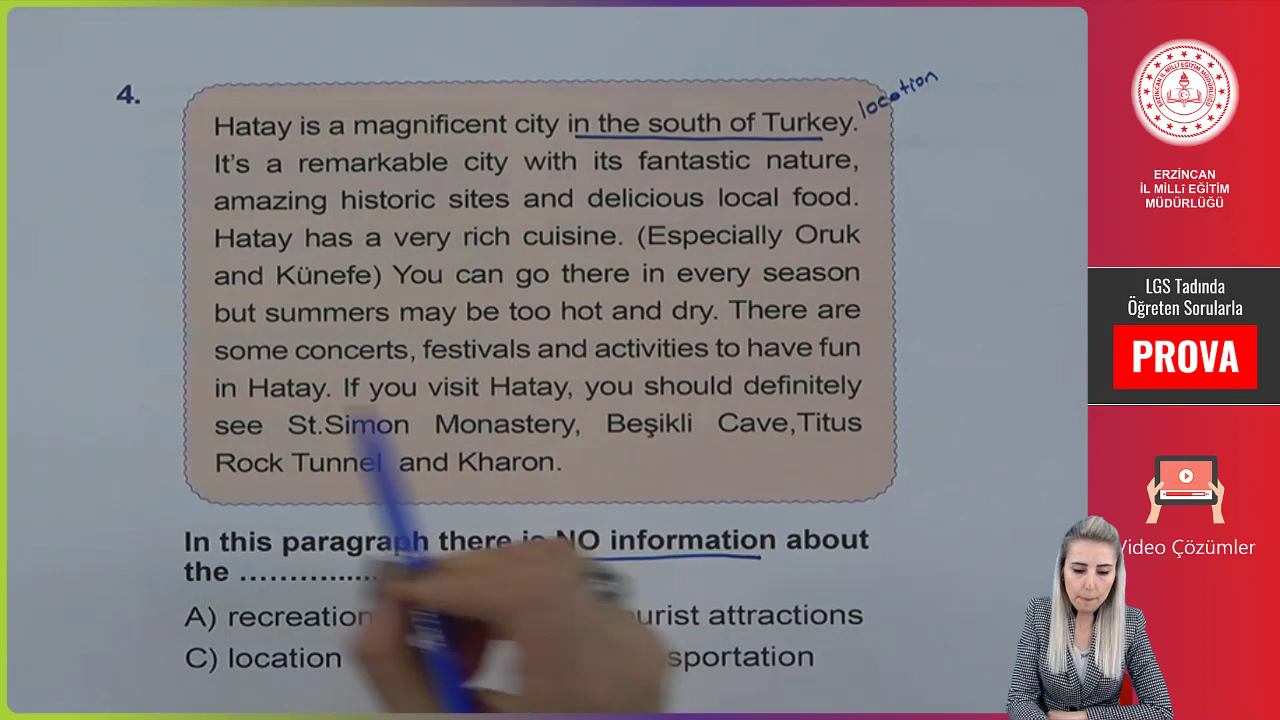 4.
location
Hatay is a magnificent city in the south of Turkey.
It's a remarkable city with its fantastic nature,
amazing historic sites and delicious local food.
Hatay has a very rich cuisine. (Especially Oruk
and Künefe) You can go there in every season
but summers may be too hot and dry. There are
some concerts, festivals and activities to have fun
in Hatay. If you visit Hatay, you should definitely
see St.Simon Monastery, Beşikli Cave,Titus
Rock Tunnel and Kharon.
In this paragraph there is NO information about
the ................
A) recreation
urist attractions
C) location
sportation
ERZİNCAN
İL MİLLî EĞİTİM
MÜDÜRLÜĞÜ
LGS Tadında
Öğreten Sorularla
PROVA
Video Çözümler